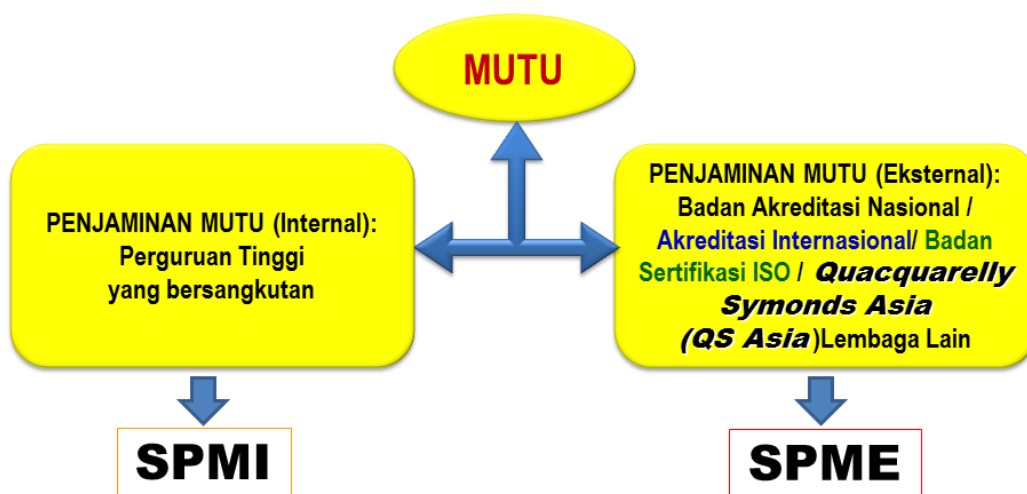 MUTU
PENJAMINAN MUTU (Internal):
Perguruan Tinggi
yang bersangkutan
PENJAMINAN MUTU (Eksternal):
Badan Akreditasi Nasional /
Akreditasi Internasional/ Badan
Sertifikasi ISO / Quacquarelly
Symonds Asia
(QS Asia)Lembaga Lain
SPMI
SPME